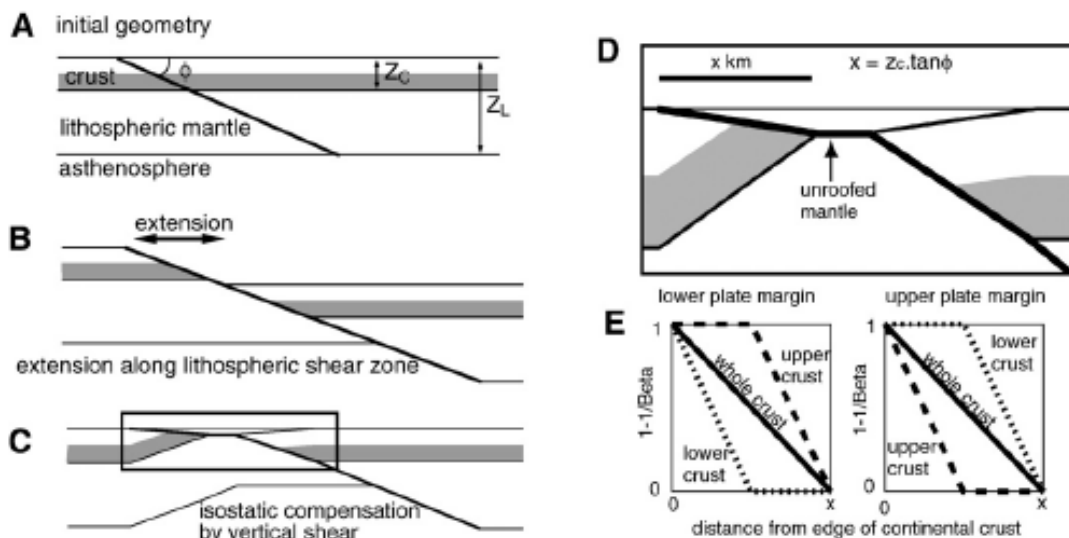 A
initial geometry
ϕ
crust
Z_C
Z_L
lithospheric mantle
asthenosphere
B
extension
extension along lithospheric shear zone
C
isostatic compensation
by vertical shear
D
x km
x = z_c.tanϕ
unroofed
mantle
E
lower plate margin
1
1-1/Beta
0
upper
crust
whole crust
lower
crust
0
x
upper plate margin
1
1-1/Beta
0
lower
crust
whole crust
upper
crust
0
x
distance from edge of continental crust